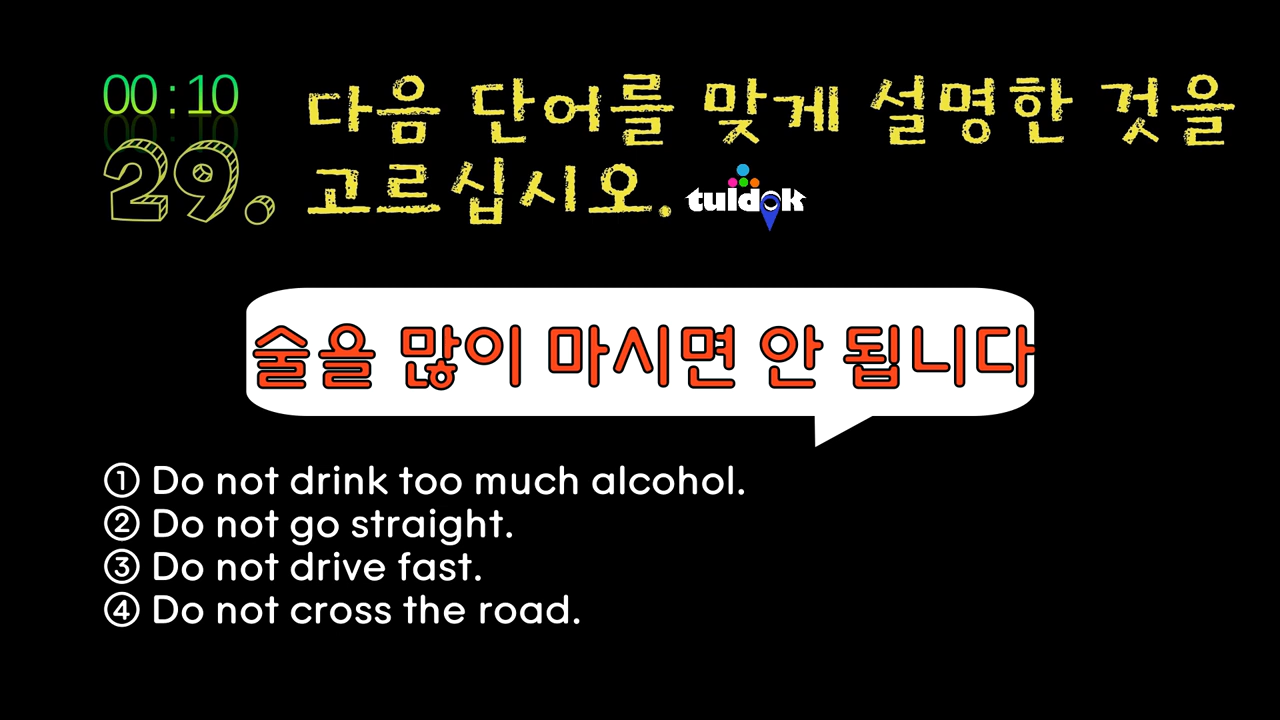 00:10
29. 다음 단어를 맞게 설명한 것을
고르십시오.
tuldok
술을 많이 마시면 안 됩니다
① Do not drink too much alcohol.
② Do not go straight.
③ Do not drive fast.
④ Do not cross the road.